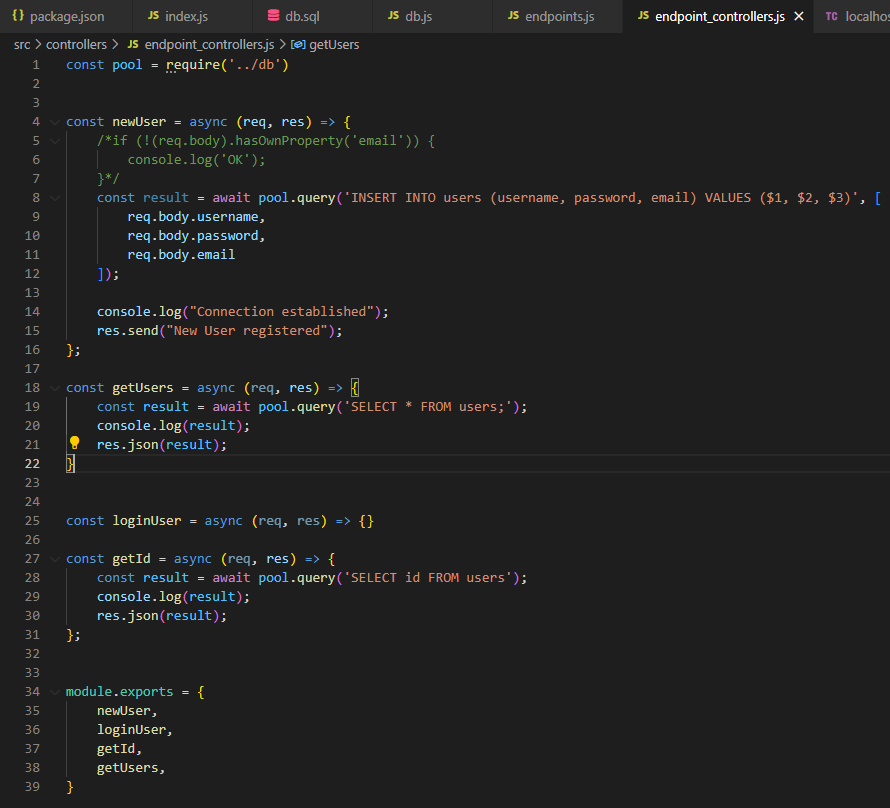 {} package.json JS index.js db.sql JS db.js JS endpoints.js JS endpoint_controllers.js × TC localhos
src > controllers > JS endpoint_controllers.js > getUsers
1 const pool = require('../db')
2
3
4 const newUser = async (req, res) => {
5 /*if (!(req.body).hasOwnProperty('email')) {
6 console.log('OK');
7 }*/
8 const result = await pool.query('INSERT INTO users (username, password, email) VALUES ($1, $2, $3)', [
9 req.body.username,
10 req.body.password,
11 req.body.email
12 ]);
13
14 console.log("Connection established");
15 res.send("New User registered");
16 };
17
18 const getUsers = async (req, res) => {
19 const result = await pool.query('SELECT * FROM users;');
20 console.log(result);
21 res.json(result);
22 }
23
24
25 const loginUser = async (req, res) => {}
26
27 const getId = async (req, res) => {
28 const result = await pool.query('SELECT id FROM users');
29 console.log(result);
30 res.json(result);
31 };
32
33
34 module.exports = {
35 newUser,
36 loginUser,
37 getId,
38 getUsers,
39 }